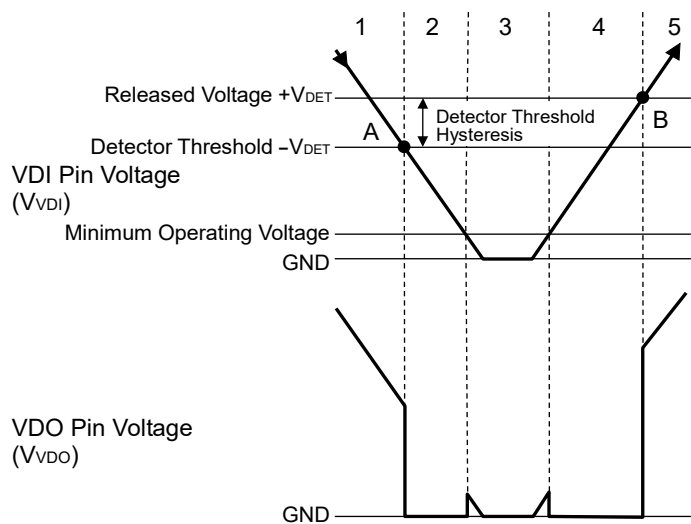 1 2 3 4 5
Released Voltage +VDET
A
Detector Threshold
Hysteresis
B
Detector Threshold –VDET
VDI Pin Voltage
(VVDI)
Minimum Operating Voltage
GND
VDO Pin Voltage
(VVDO)
GND